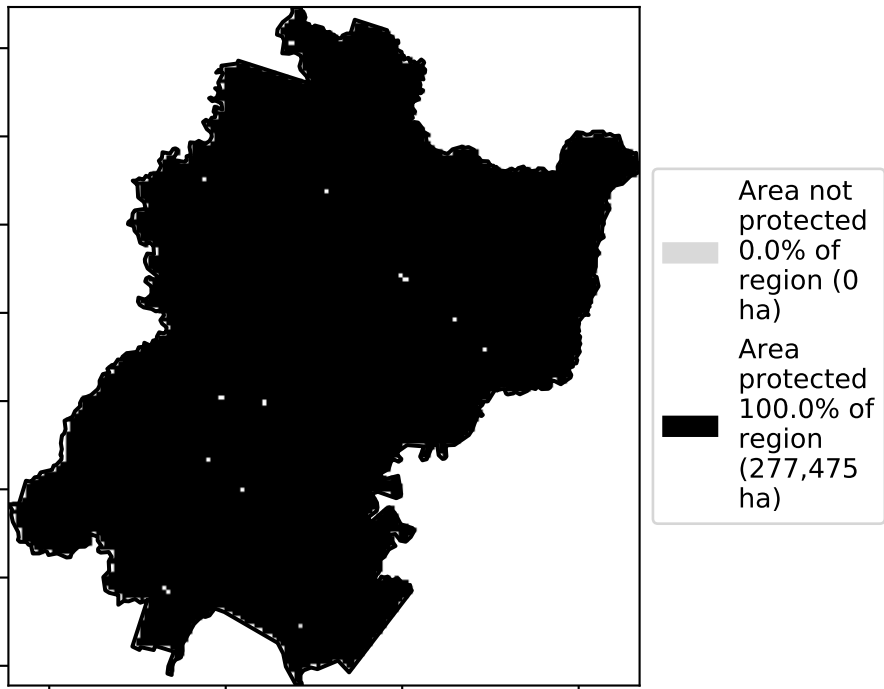 Area not
protected
0.0% of
region (0
ha)
Area
protected
100.0% of
region
(277,475
ha)